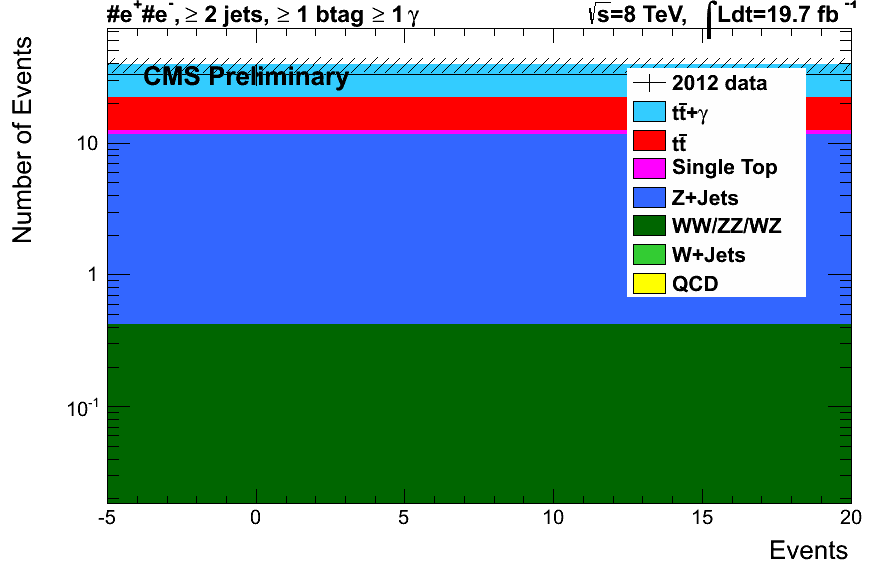 #e⁺#e⁻, ≥ 2 jets, ≥ 1 btag ≥ 1 γ
√s=8 TeV, ∫Ldt=19.7 fb⁻¹
CMS Preliminary
Number of Events
10
1
10⁻¹
2012 data
tt̄+γ
tt̄
Single Top
Z+Jets
WW/ZZ/WZ
W+Jets
QCD
-5 0 5 10 15 20
Events